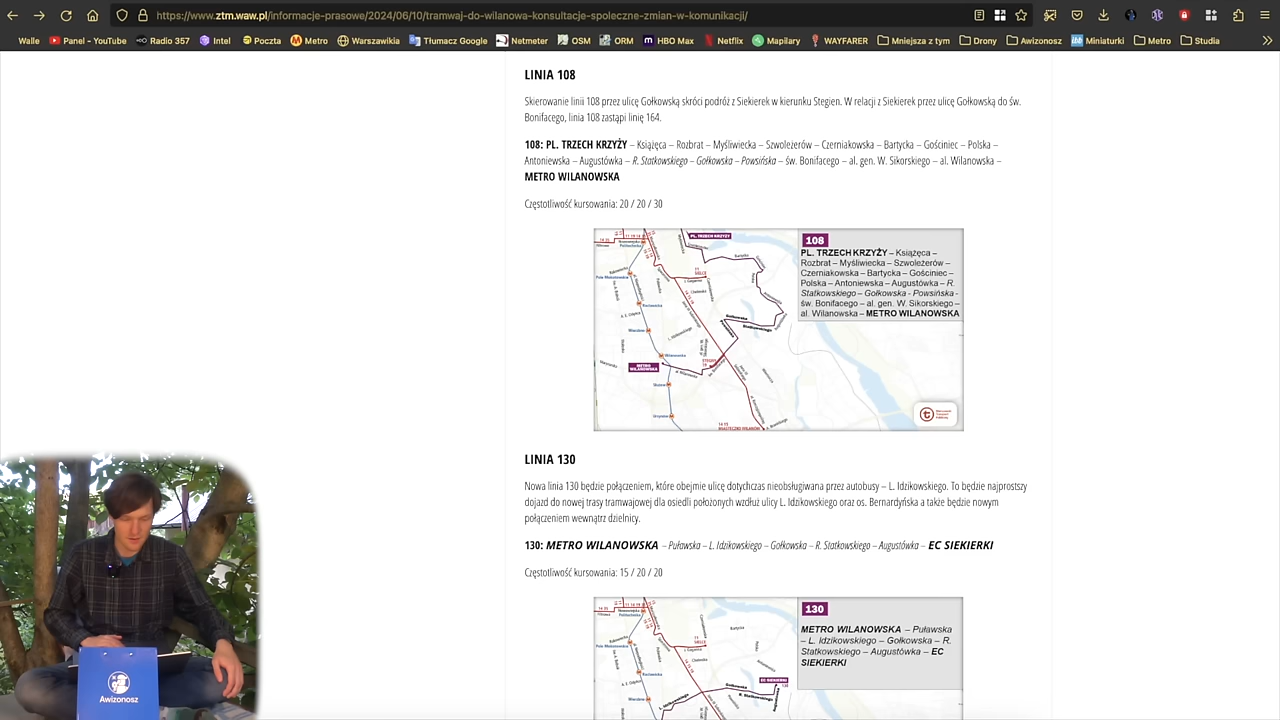 https://www.ztm.waw.pl/informacje-prasowe/2024/06/10/tramwaj-do-wilanowa-konsultacje-spoleczne-zmian-w-komunikacji/
Walle Panel - YouTube Radio 357 Intel Poczta Metro Warszawikia Tłumacz Google Netmeter OSM ORM HBO Max Netflix Mapilary WAYFARER Mniejsza z tym Drony Awizonosz Miniaturki Metro Studia
LINIA 108
Skierowanie linii 108 przez ulicę Gołkowską skróci podróż z Siekierek w kierunku Stegien. W relacji z Siekierek przez ulicę Gołkowską do św.
Bonifacego, linia 108 zastąpi linię 164.
108: PL. TRZECH KRZYŻY – Książęca – Rozbrat – Myśliwiecka – Szwoleżerów – Czerniakowska – Bartycka – Gościniec – Polska –
Antoniewska – Augustówka – R. Statkowskiego – Gołkowska – Powsińska – św. Bonifacego – al. gen. W. Sikorskiego – al. Wilanowska –
METRO WILANOWSKA
Częstotliwość kursowania: 20 / 20 / 30
PL. TRZECH KRZYŻY
METRO
WILANOWSKA
108
PL. TRZECH KRZYŻY – Książęca –
Rozbrat – Myśliwiecka – Szwoleżerów –
Czerniakowska – Bartycka – Gościniec –
Polska – Antoniewska – Augustówka – R.
Statkowskiego – Gołkowska - Powsińska -
św. Bonifacego – al. gen. W. Sikorskiego –
al. Wilanowska – METRO WILANOWSKA
LINIA 130
Nowa linia 130 będzie połączeniem, które obejmie ulicę dotychczas nieobsługiwana przez autobusy – L. Idzikowskiego. To będzie najprostszy
dojazd do nowej trasy tramwajowej dla osiedli położonych wzdłuż ulicy L. Idzikowskiego oraz os. Bernardyńska a także będzie nowym
połączeniem wewnątrz dzielnicy.
130: METRO WILANOWSKA – Puławska – L. Idzikowskiego – Gołkowska – R. Statkowskiego – Augustówka – EC SIEKIERKI
Częstotliwość kursowania: 15 / 20 / 20
EC SIEKIERKI
130
METRO WILANOWSKA – Puławska
– L. Idzikowskiego – Gołkowska – R.
Statkowskiego – Augustówka – EC
SIEKIERKI
Awizonosz